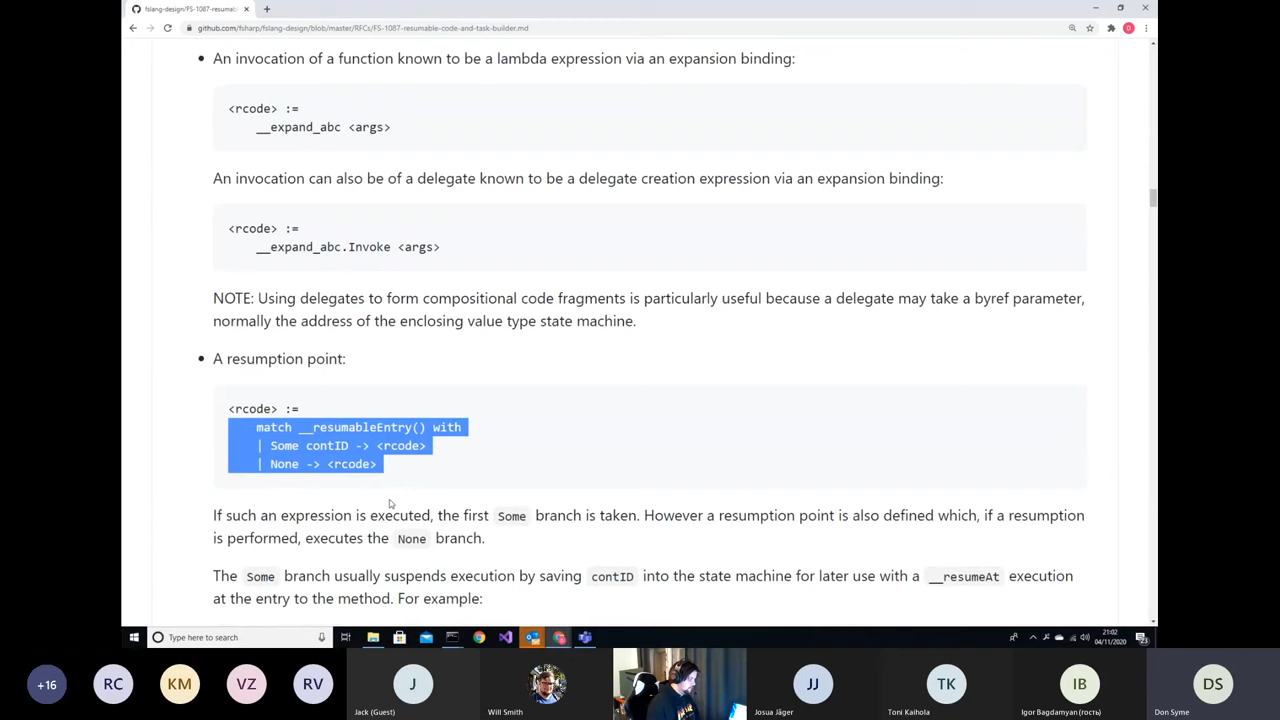 fslang-design/FS-1087-resumab
github.com/fsharp/fslang-design/blob/master/RFCs/FS-1087-resumable-code-and-task-builder.md
An invocation of a function known to be a lambda expression via an expansion binding:
<rcode> :=
__expand_abc <args>
An invocation can also be of a delegate known to be a delegate creation expression via an expansion binding:
<rcode> :=
__expand_abc.Invoke <args>
NOTE: Using delegates to form compositional code fragments is particularly useful because a delegate may take a byref parameter,
normally the address of the enclosing value type state machine.
A resumption point:
<rcode> :=
match __resumableEntry() with
| Some contID -> <rcode>
| None -> <rcode>
If such an expression is executed, the first Some branch is taken. However a resumption point is also defined which, if a resumption
is performed, executes the None branch.
The Some branch usually suspends execution by saving contID into the state machine for later use with a __resumeAt execution
at the entry to the method. For example:
Type here to search
21:02
04/11/2020
23
+16
RC
KM
VZ
RV
J
Jack (Guest)
Will Smith
JJ
Josua Jäger
TK
Toni Kaihola
IB
Igor Bagdamyan (гость)
DS
Don Syme